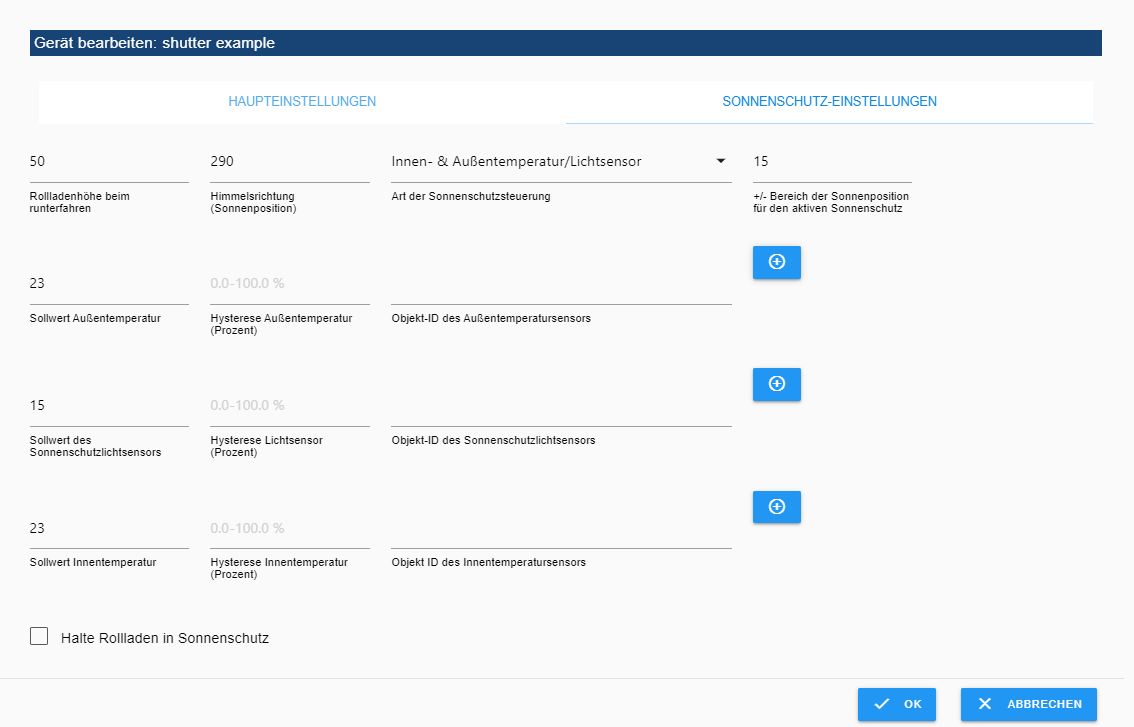 Gerät bearbeiten: shutter example
HAUPTEINSTELLUNGEN
SONNENSCHUTZ-EINSTELLUNGEN
50
290
Innen- & Außentemperatur/Lichtsensor
15
Rollladenhöhe beim
runterfahren
Himmelsrichtung
(Sonnenposition)
Art der Sonnenschutzsteuerung
+/- Bereich der Sonnenposition
für den aktiven Sonnenschutz
23
0.0-100.0 %
Sollwert Außentemperatur
Hysterese Außentemperatur
(Prozent)
Objekt-ID des Außentemperatursensors
15
0.0-100.0 %
Sollwert des
Sonnenschutzlichtsensors
Hysterese Lichtsensor
(Prozent)
Objekt-ID des Sonnenschutzlichtsensors
23
0.0-100.0 %
Sollwert Innentemperatur
Hysterese Innentemperatur
(Prozent)
Objekt ID des Innentemperatursensors
Halte Rollladen in Sonnenschutz
OK
ABBRECHEN